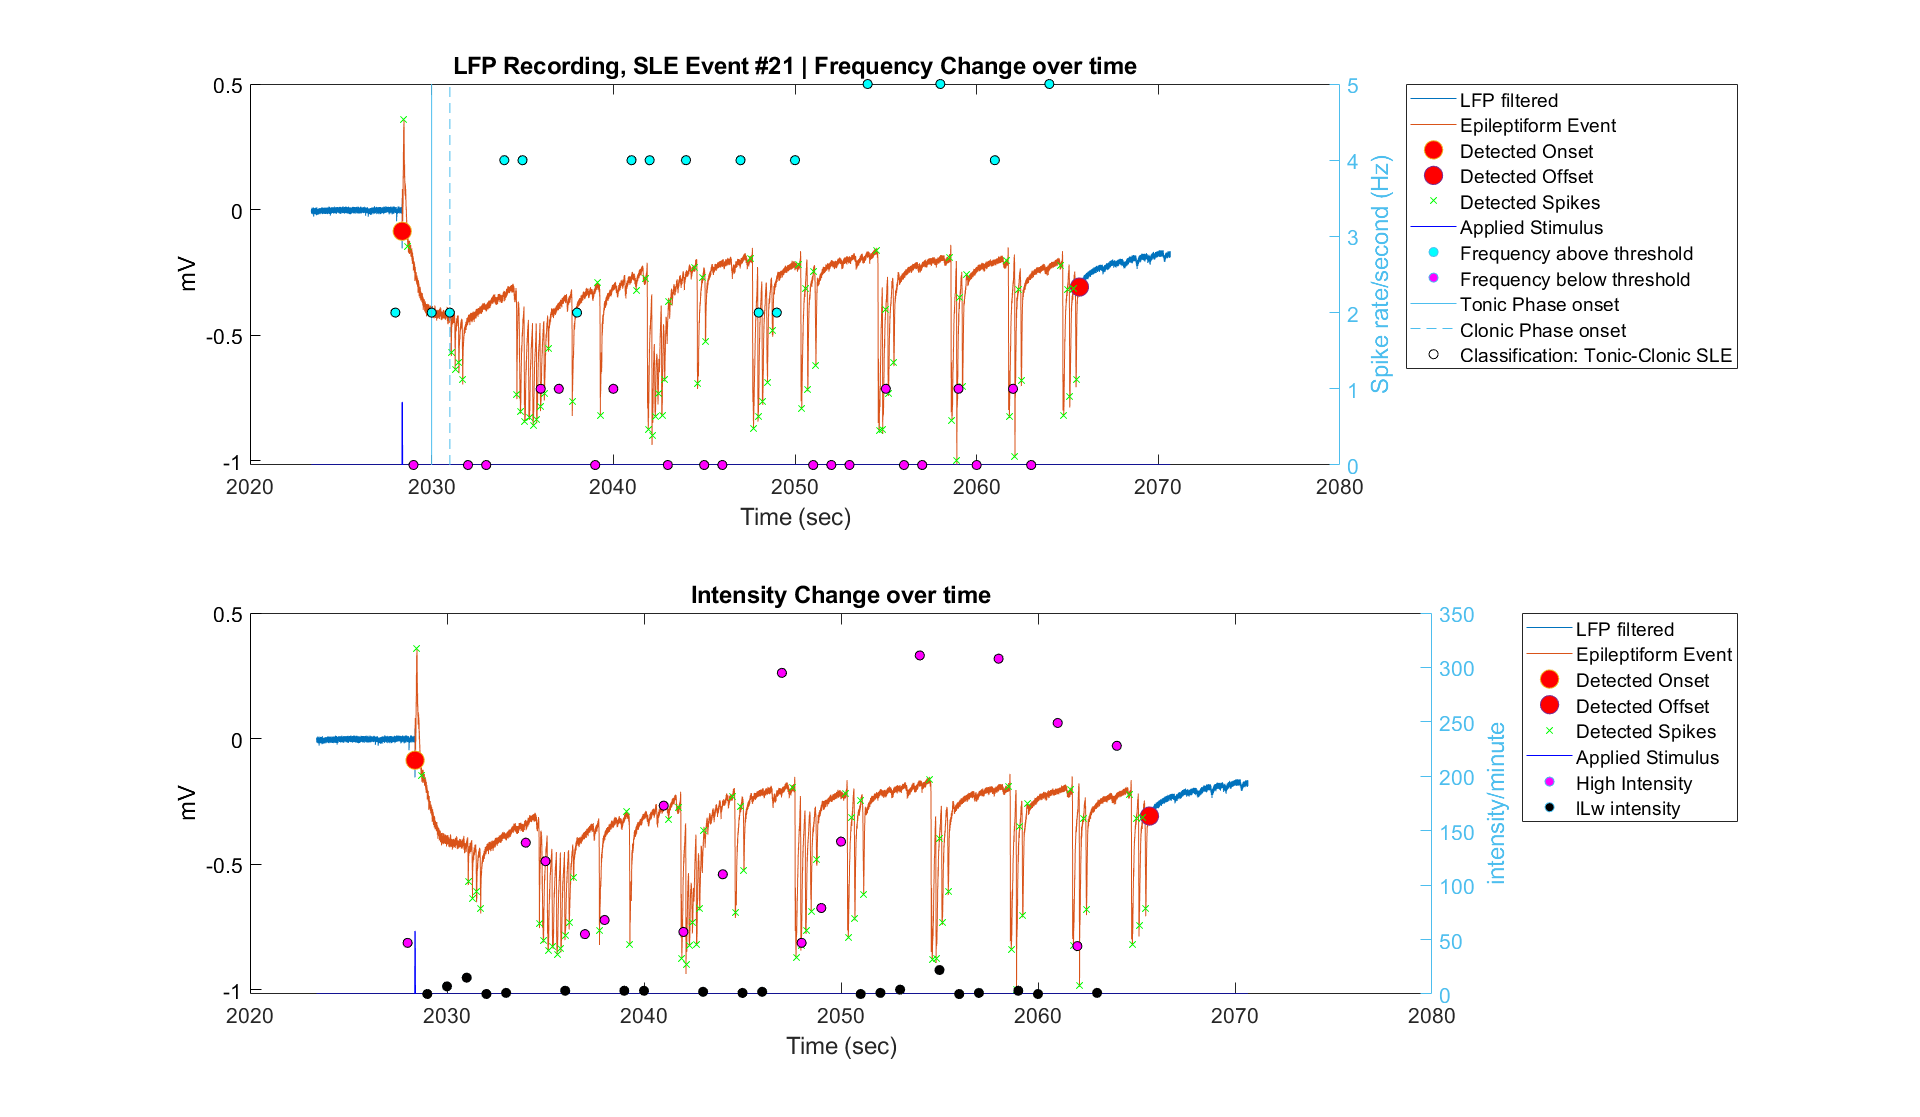 LFP Recording, SLE Event #21 | Frequency Change over time
0.5
0
-0.5
-1
mV
2020
2030
2040
2050
2060
2070
2080
Time (sec)
5
4
3
2
1
0
Spike rate/second (Hz)
LFP filtered
Epileptiform Event
Detected Onset
Detected Offset
Detected Spikes
Applied Stimulus
Frequency above threshold
Frequency below threshold
Tonic Phase onset
Clonic Phase onset
Classification: Tonic-Clonic SLE
Intensity Change over time
0.5
0
-0.5
-1
mV
2020
2030
2040
2050
2060
2070
2080
Time (sec)
350
300
250
200
150
100
50
0
intensity/minute
LFP filtered
Epileptiform Event
Detected Onset
Detected Offset
Detected Spikes
Applied Stimulus
High Intensity
lLw intensity